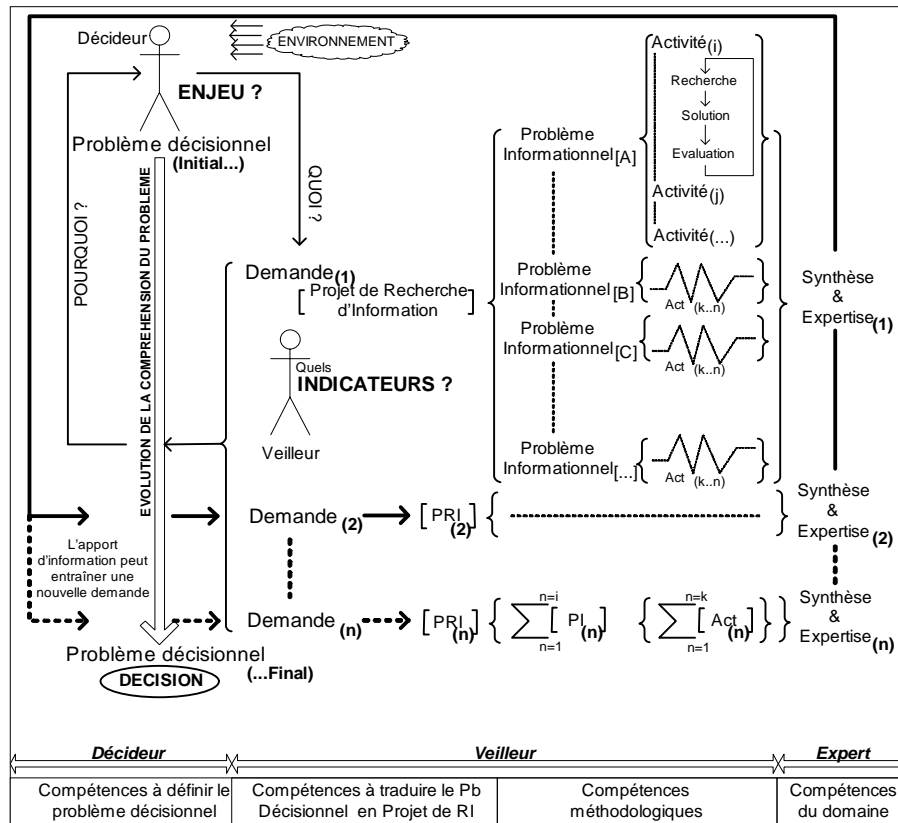 Décideur
ENVIRONNEMENT
ENJEU ?
Problème décisionnel
(Initial...)
POURQUOI ?
EVOLUTION DE LA COMPREHENSION DU PROBLEME
QUOI ?
Demande(1)
[Projet de Recherche
d'Information]
Quels
INDICATEURS ?
Veilleur
Problème
Informationnel[A]
Activité(i)
Recherche
Solution
Evaluation
Activité(j)
Activité(...)
Problème
Informationnel[B]
Act (k..n)
Problème
Informationnel[C]
Act (k..n)
Problème
Informationnel[...]
Act (k..n)
Synthèse
&
Expertise(1)
Demande(2)
[PRI(2)]
Synthèse
&
Expertise(2)
L'apport
d'information peut
entraîner une
nouvelle demande
Demande(n)
[PRI(n)]
{ n=i ∑ n=1 [ PI(n) ]
{ n=k ∑ n=1 [ Act(n) ] } }
Synthèse
&
Expertise(n)
Problème décisionnel
(...Final)
DECISION
Décideur
Veilleur
Expert
Compétences à définir le
problème décisionnel
Compétences à traduire le Pb
Décisionnel en Projet de RI
Compétences
méthodologiques
Compétences
du domaine